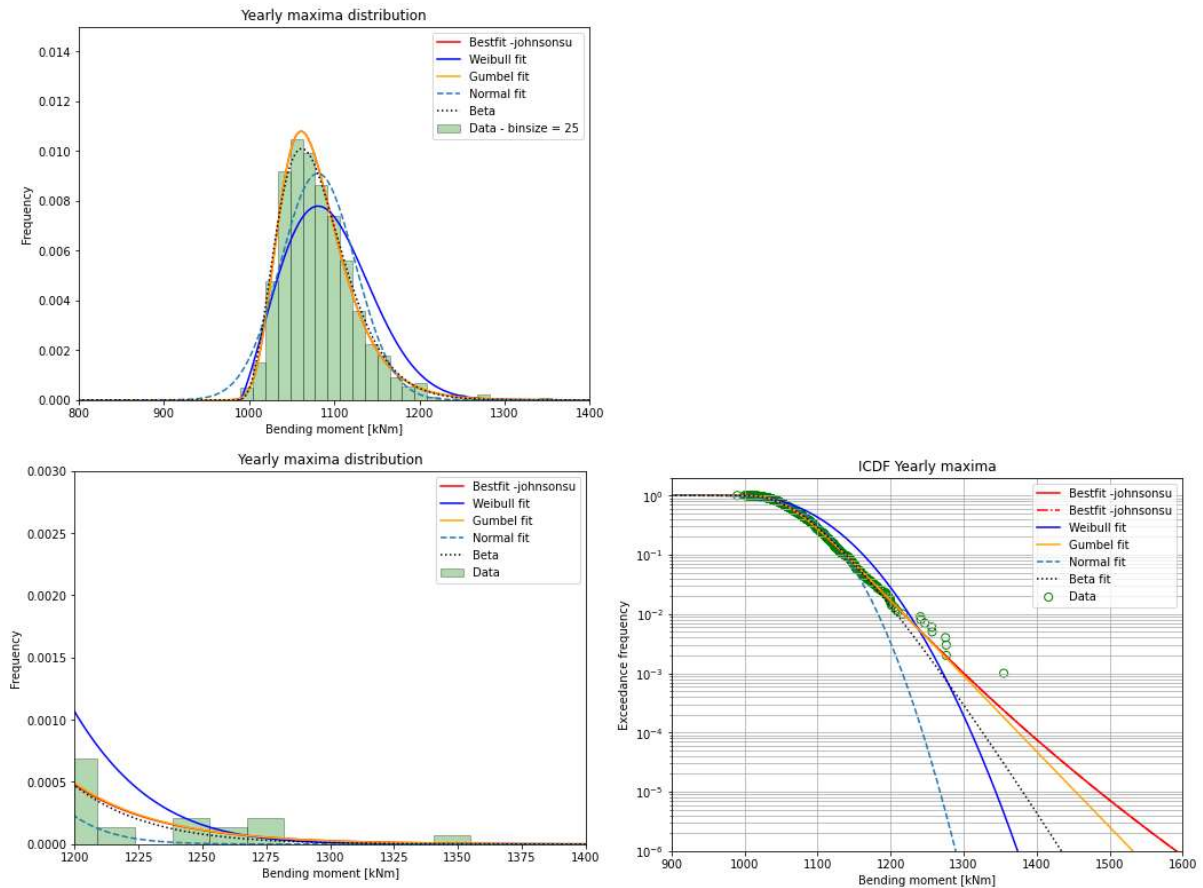 Yearly maxima distribution
Bestfit -johnsonsu
Weibull fit
Gumbel fit
Normal fit
Beta
Data - binsize = 25
0.014
0.012
0.010
0.008
0.006
0.004
0.002
0.000
Frequency
800 900 1000 1100 1200 1300 1400
Bending moment [kNm]
Yearly maxima distribution
Bestfit -johnsonsu
Weibull fit
Gumbel fit
Normal fit
Beta
Data
0.0030
0.0025
0.0020
0.0015
0.0010
0.0005
0.0000
Frequency
1200 1225 1250 1275 1300 1325 1350 1375 1400
Bending moment [kNm]
ICDF Yearly maxima
Bestfit -johnsonsu
Bestfit -johnsonsu
Weibull fit
Gumbel fit
Normal fit
Beta fit
Data
10⁰
10⁻¹
10⁻²
10⁻³
10⁻⁴
10⁻⁵
10⁻⁶
Exceedance frequency
900 1000 1100 1200 1300 1400 1500 1600
Bending moment [kNm]